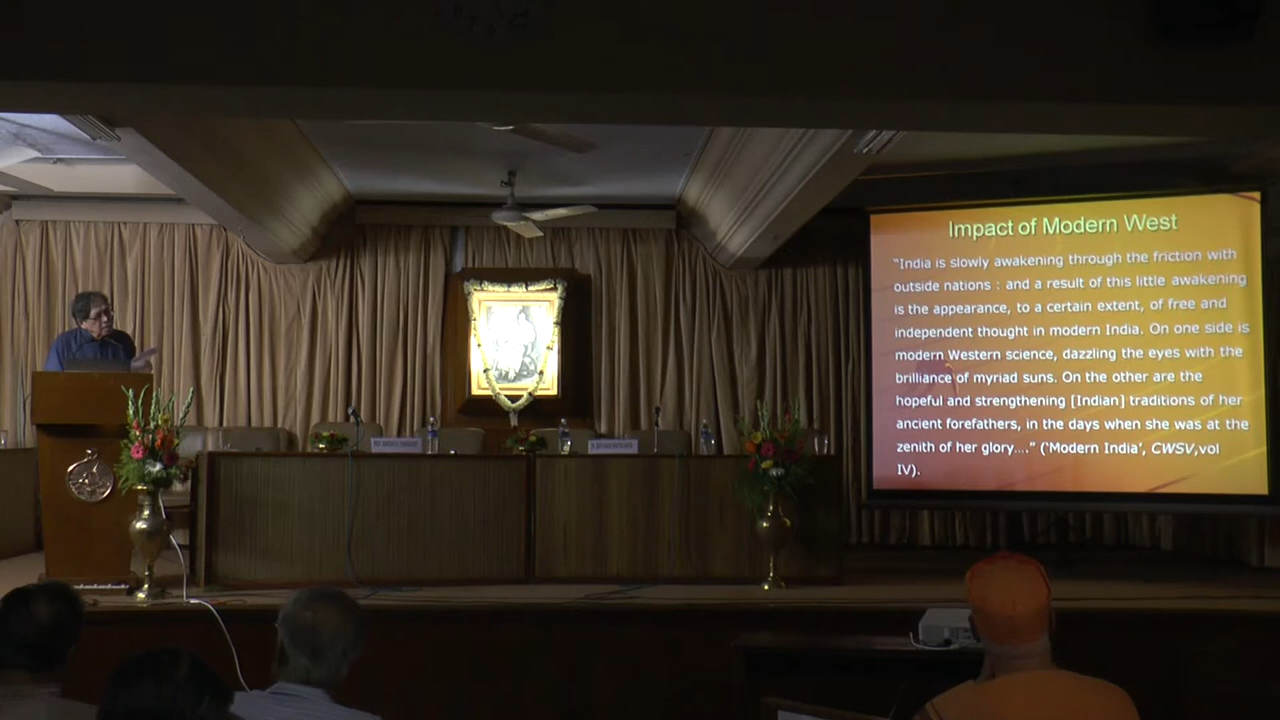 Impact of Modern West
“India is slowly awakening through the friction with
outside nations : and a result of this little awakening
is the appearance, to a certain extent, of free and
independent thought in modern India. On one side is
modern Western science, dazzling the eyes with the
brilliance of myriad suns. On the other are the
hopeful and strengthening [Indian] traditions of her
ancient forefathers, in the days when she was at the
zenith of her glory....” (‘Modern India’, CWSV,vol
IV).